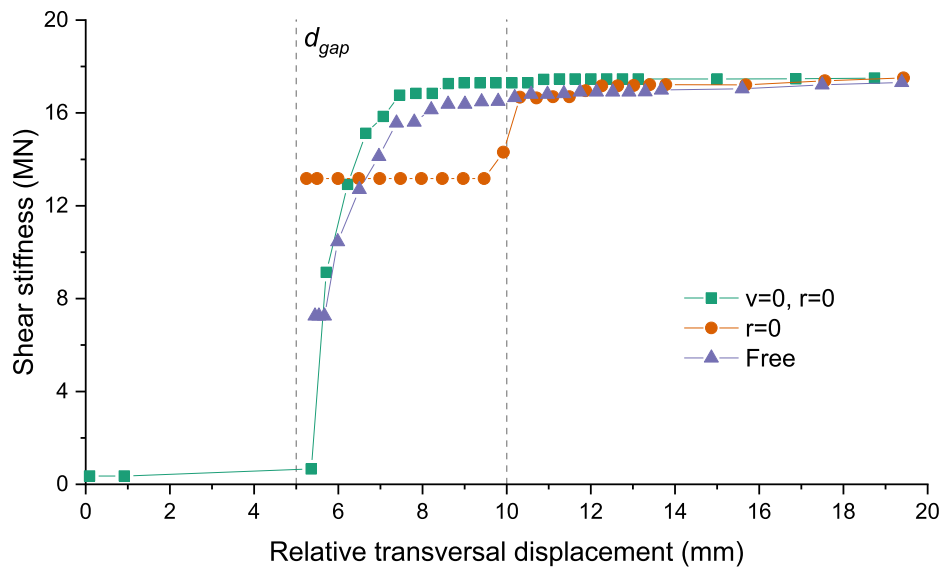 20
16
12
8
4
0
Shear stiffness (MN)
d_gap
v=0, r=0
r=0
Free
0 2 4 6 8 10 12 14 16 18 20
Relative transversal displacement (mm)